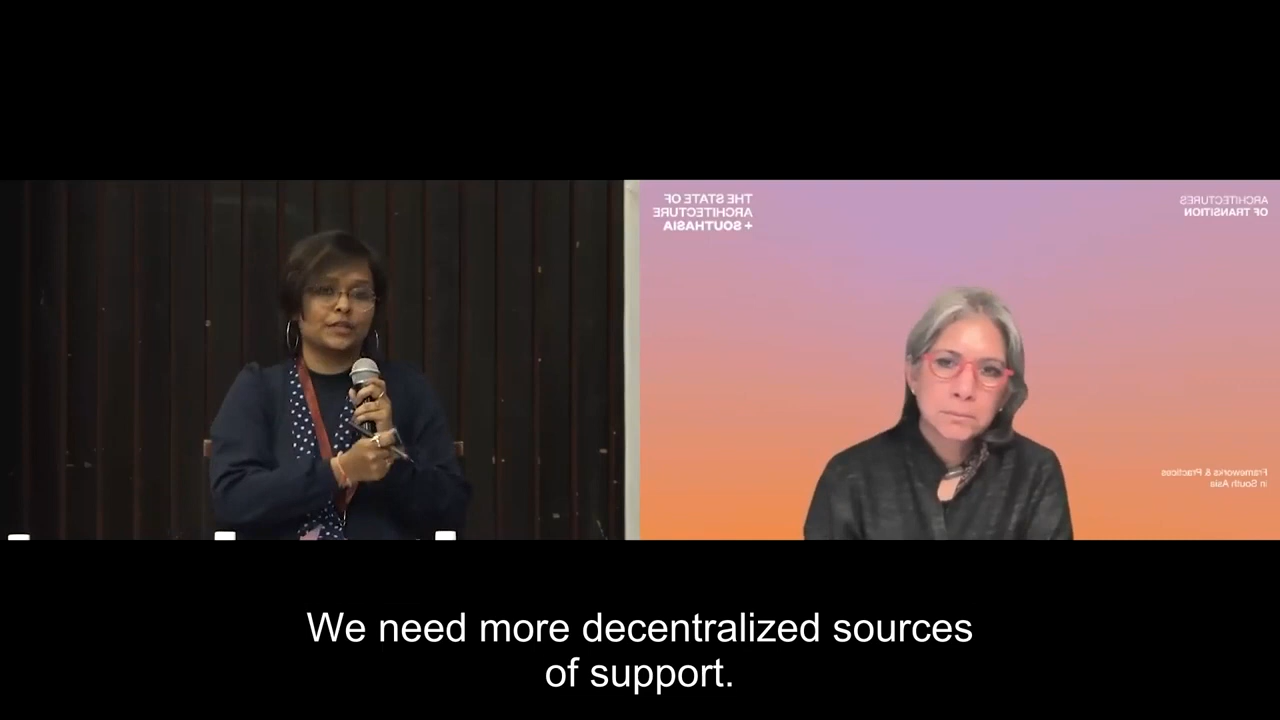 THE STATE OF
ARCHITECTURE
+ SOUTHASIA
ARCHITECTURES
OF TRANSITION
Frameworks & Practices
in South Asia
We need more decentralized sources
of support.